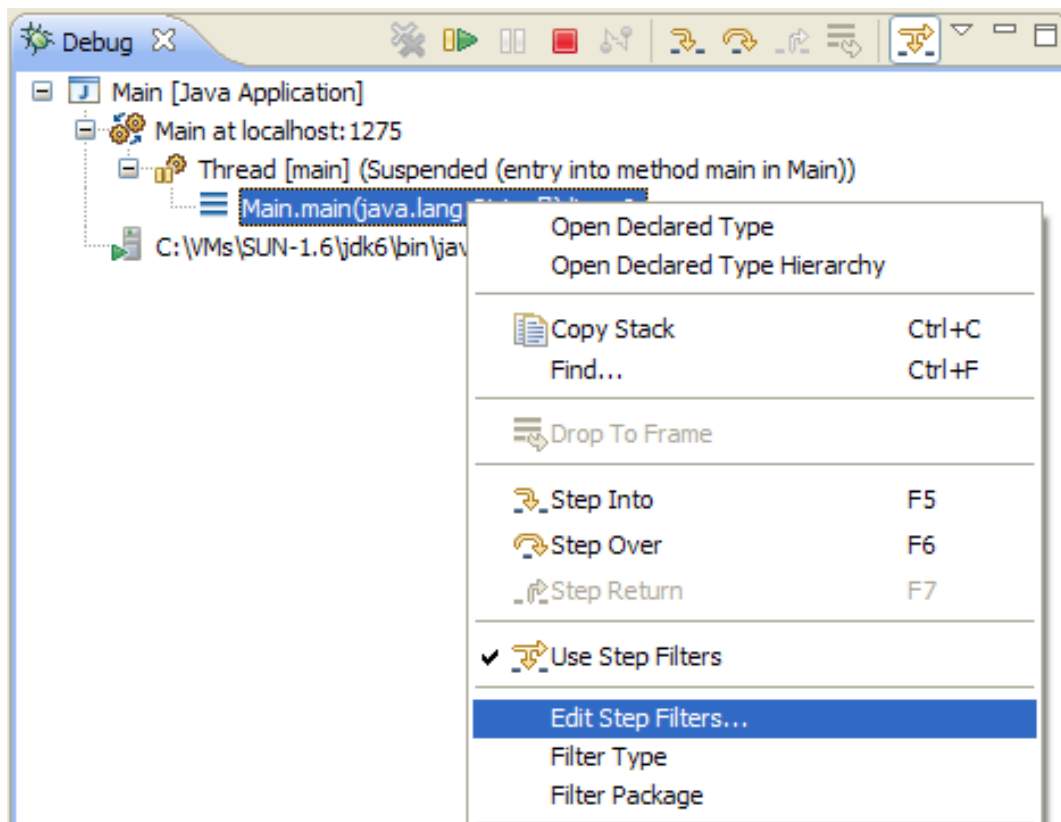 Debug
Main [Java Application]
Main at localhost:1275
Thread [main] (Suspended (entry into method main in Main))
Main.main(java.lang
C:\VMs\SUN-1.6\jdk6\bin\jav
Open Declared Type
Open Declared Type Hierarchy
Copy Stack Ctrl+C
Find... Ctrl+F
Drop To Frame
Step Into F5
Step Over F6
Step Return F7
Use Step Filters
Edit Step Filters...
Filter Type
Filter Package